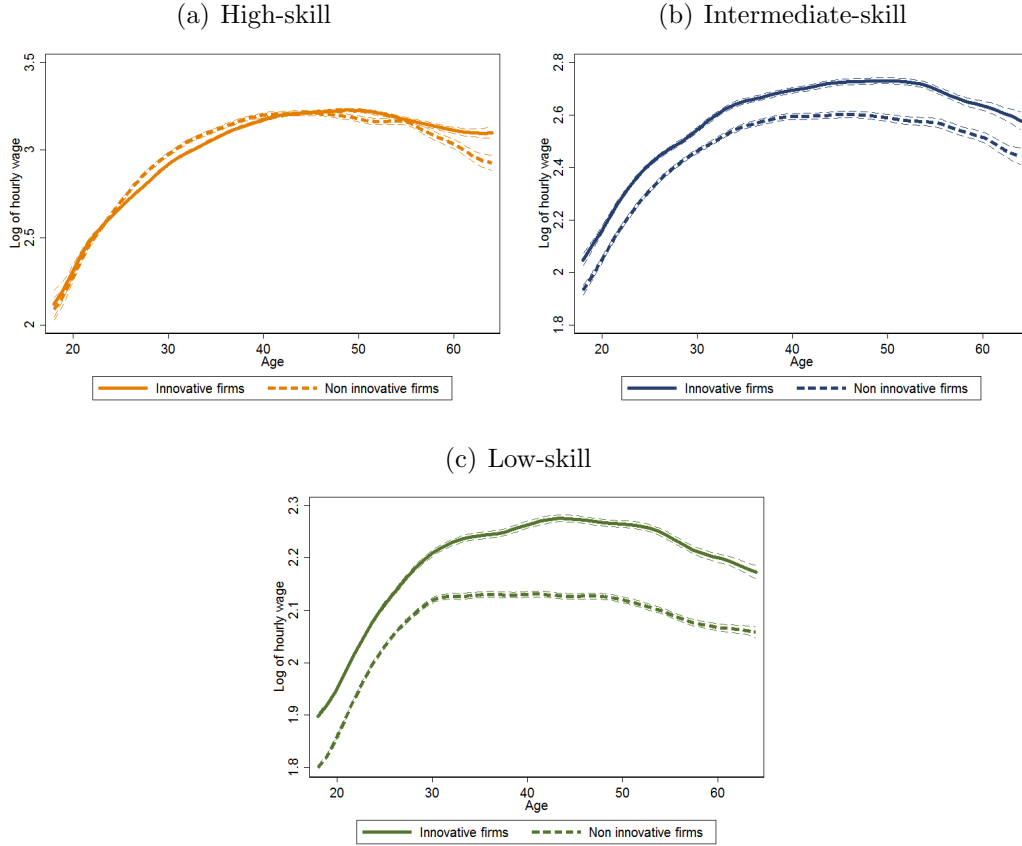 (a) High-skill
Log of hourly wage
3.5
3
2.5
2
20 30 40 50 60
Age
Innovative firms Non innovative firms
(b) Intermediate-skill
Log of hourly wage
2.8
2.6
2.4
2.2
2
1.8
20 30 40 50 60
Age
Innovative firms Non innovative firms
(c) Low-skill
Log of hourly wage
2.3
2.2
2.1
2
1.9
1.8
20 30 40 50 60
Age
Innovative firms Non innovative firms